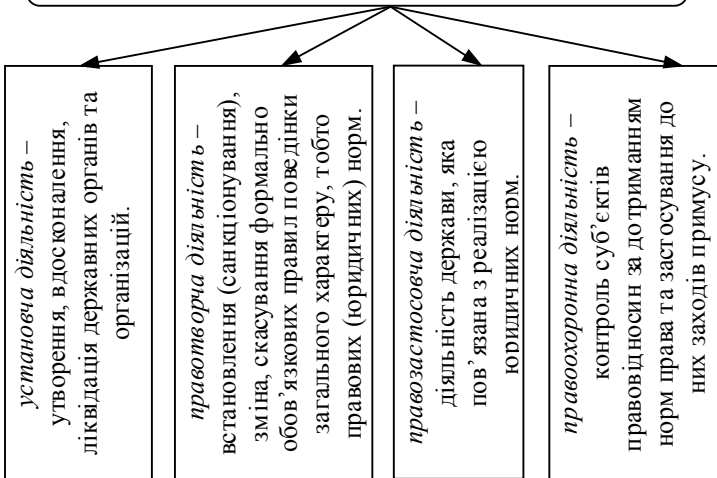 установча діяльність –
утворення, вдосконалення,
ліквідація державних органів та
організацій.
правотворча діяльність –
встановлення (санкціонування),
зміна, скасування формально
обов’язкових правил поведінки
загального характеру, тобто
правових (юридичних) норм.
правозастосовча діяльність –
діяльність держави, яка
пов’язана з реалізацією
юридичних норм.
правоохоронна діяльність –
контроль суб’єктів
правовідносин за дотриманням
норм права та застосування до
них заходів примусу.